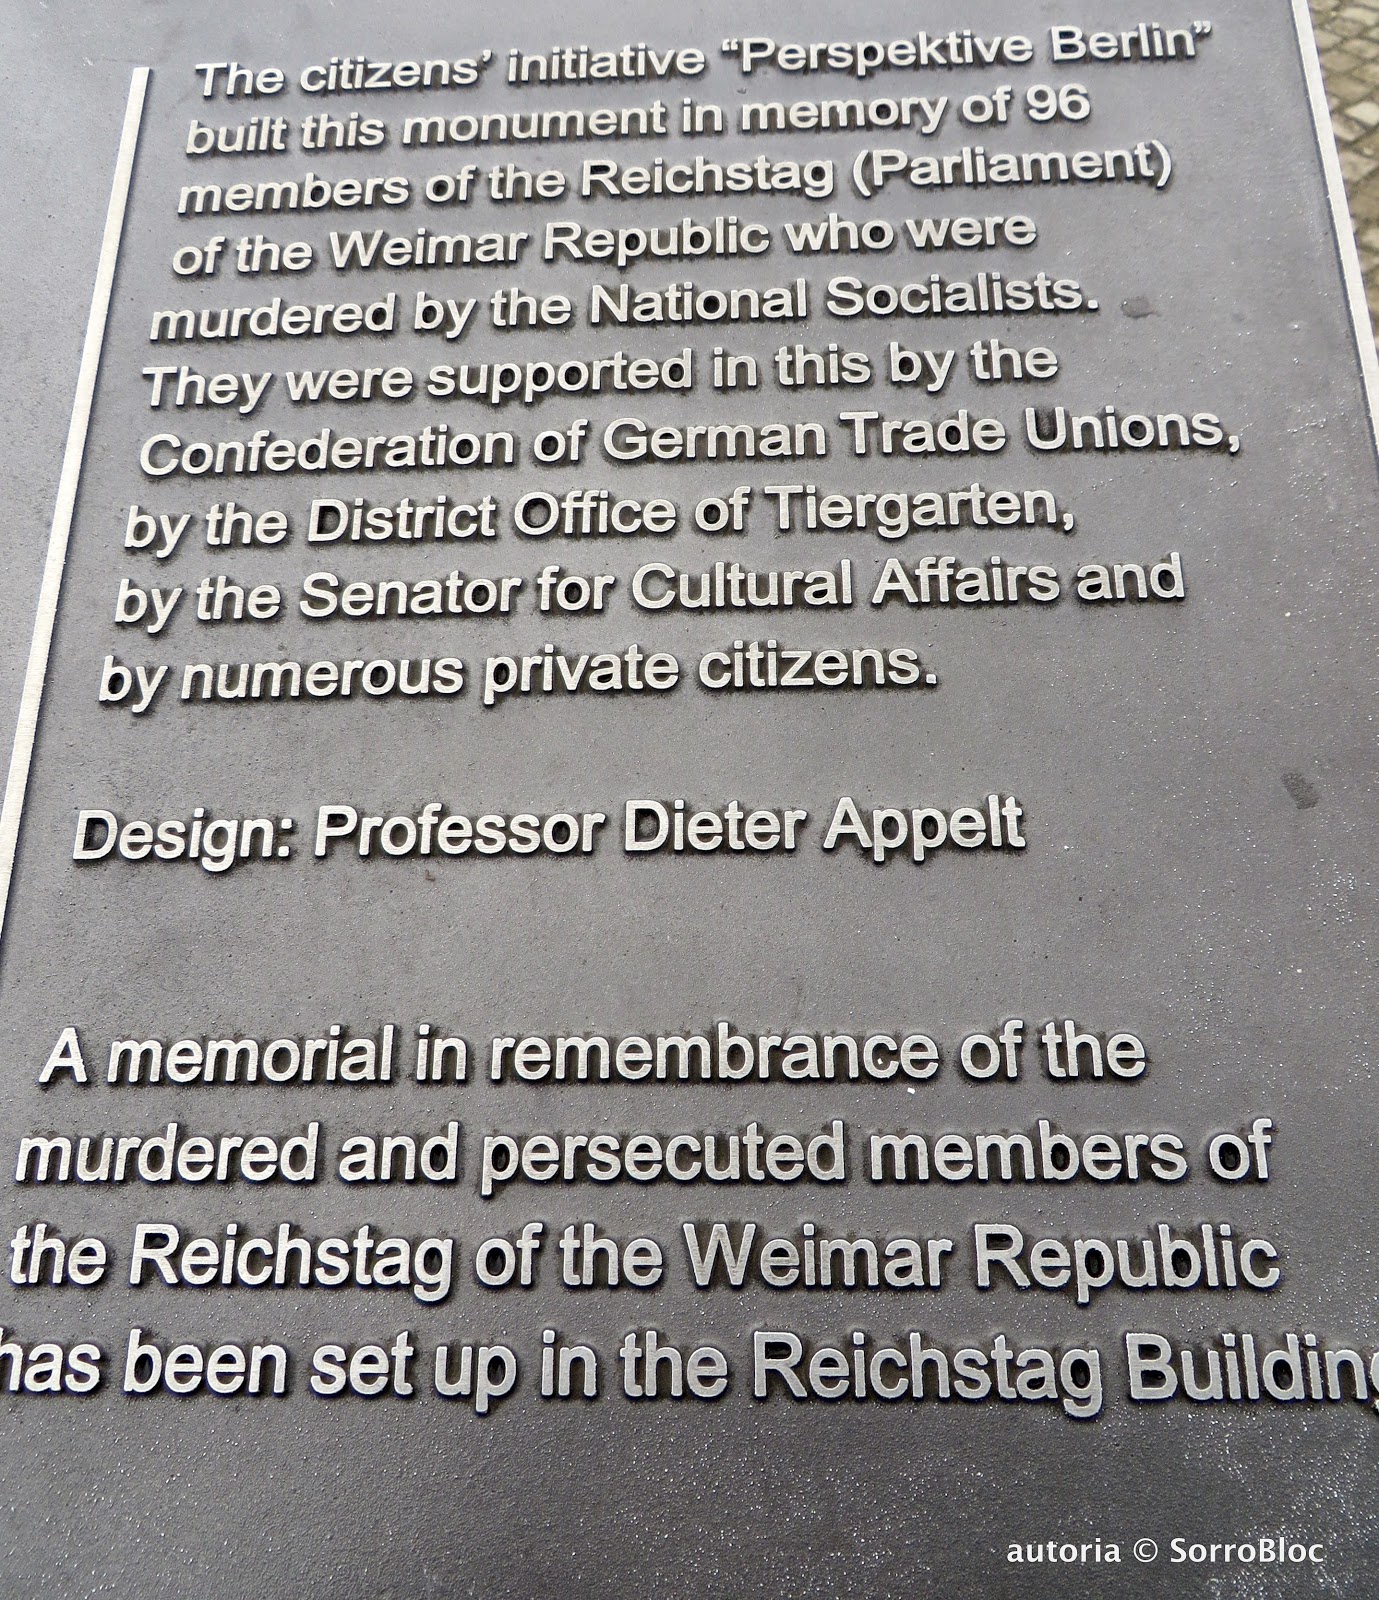 The citizens' initiative “Perspektive Berlin”
built this monument in memory of 96
members of the Reichstag (Parliament)
of the Weimar Republic who were
murdered by the National Socialists.
They were supported in this by the
Confederation of German Trade Unions,
by the District Office of Tiergarten,
by the Senator for Cultural Affairs and
by numerous private citizens.
Design: Professor Dieter Appelt
A memorial in remembrance of the
murdered and persecuted members of
the Reichstag of the Weimar Republic
has been set up in the Reichstag Building
autoria © SorroBloc